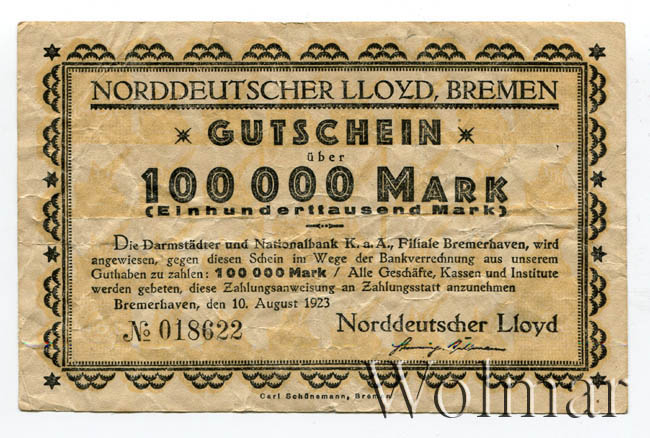 NORDDEUTSCHER LLOYD, BREMEN
GUTSCHEIN
über
100 000 MARK
(Einhunderttausend Mark)
Die Darmstädter und Nationalbank K. a. A., Filiale Bremerhaven, wird
angewiesen, gegen diesen Schein im Wege der Bankverrechnung aus unserem
Guthaben zu zahlen: 100 000 Mark / Alle Geschäfte, Kassen und Institute
werden gebeten, diese Zahlungsanweisung an Zahlungsstatt anzunehmen
Bremerhaven, den 10. August 1923
№ 018622
Norddeutscher Lloyd
Carl Schünemann, Bremen
Wolmar